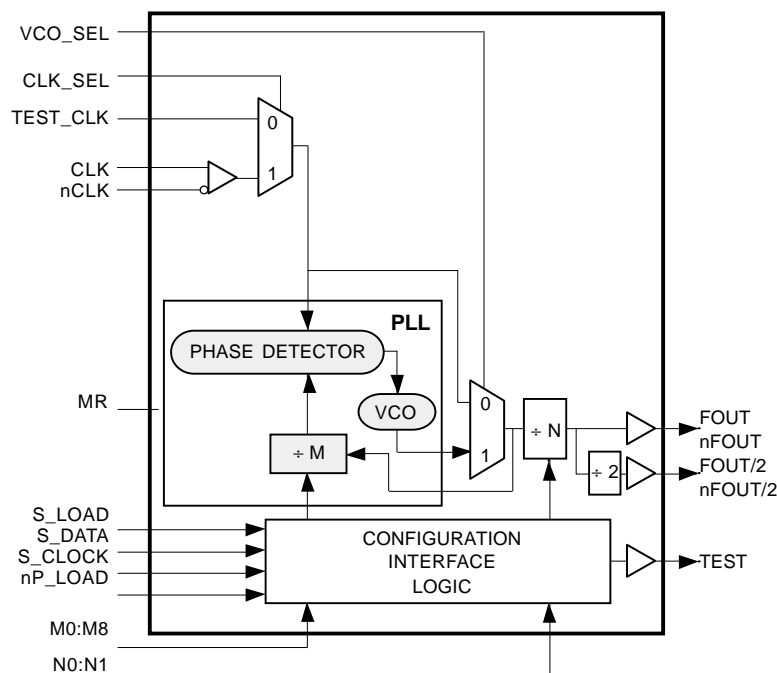 VCO_SEL
CLK_SEL
TEST_CLK
0
CLK
1
nCLK
PLL
PHASE DETECTOR
MR
VCO
0
÷ N
FOUT
nFOUT
1
÷ M
÷ 2
FOUT/2
nFOUT/2
S_LOAD
S_DATA
S_CLOCK
nP_LOAD
CONFIGURATION
INTERFACE
LOGIC
TEST
M0:M8
N0:N1